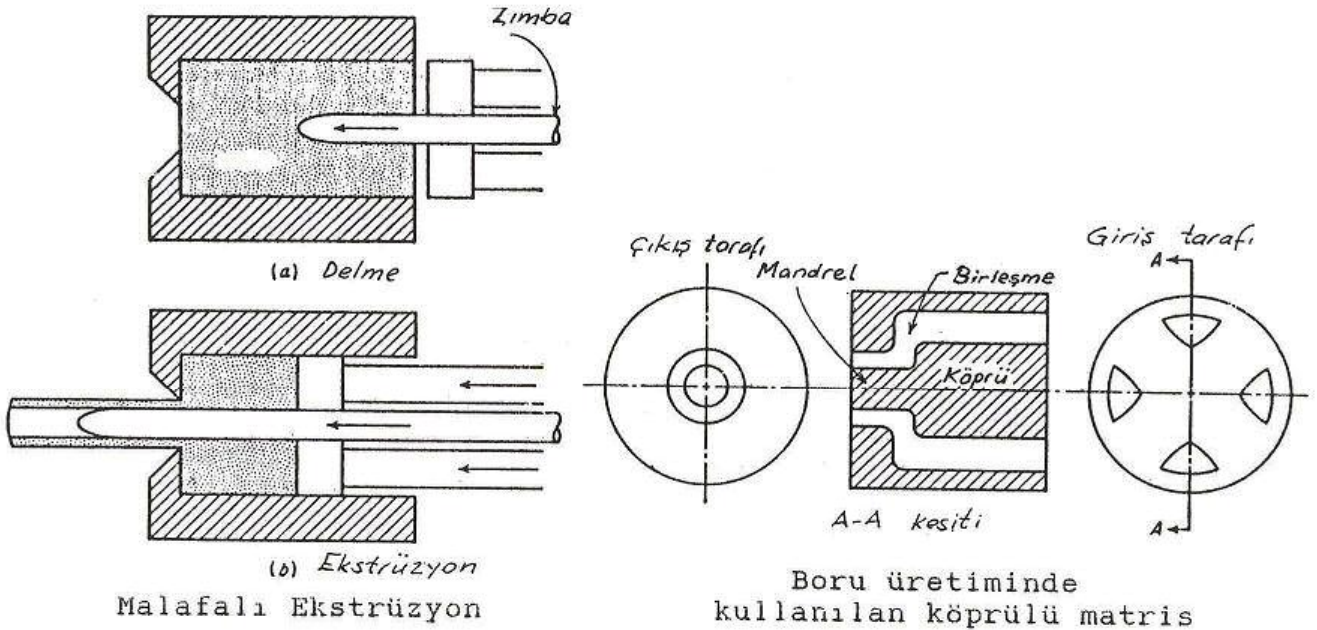 Zımba
(a) Delme
(b) Ekstrüzyon
Malafalı Ekstrüzyon
Çıkış tarafı
Mandrel
Birleşme
Köprü
A-A kesiti
Giriş tarafı
A
A
Boru üretiminde
kullanılan köprülü matris